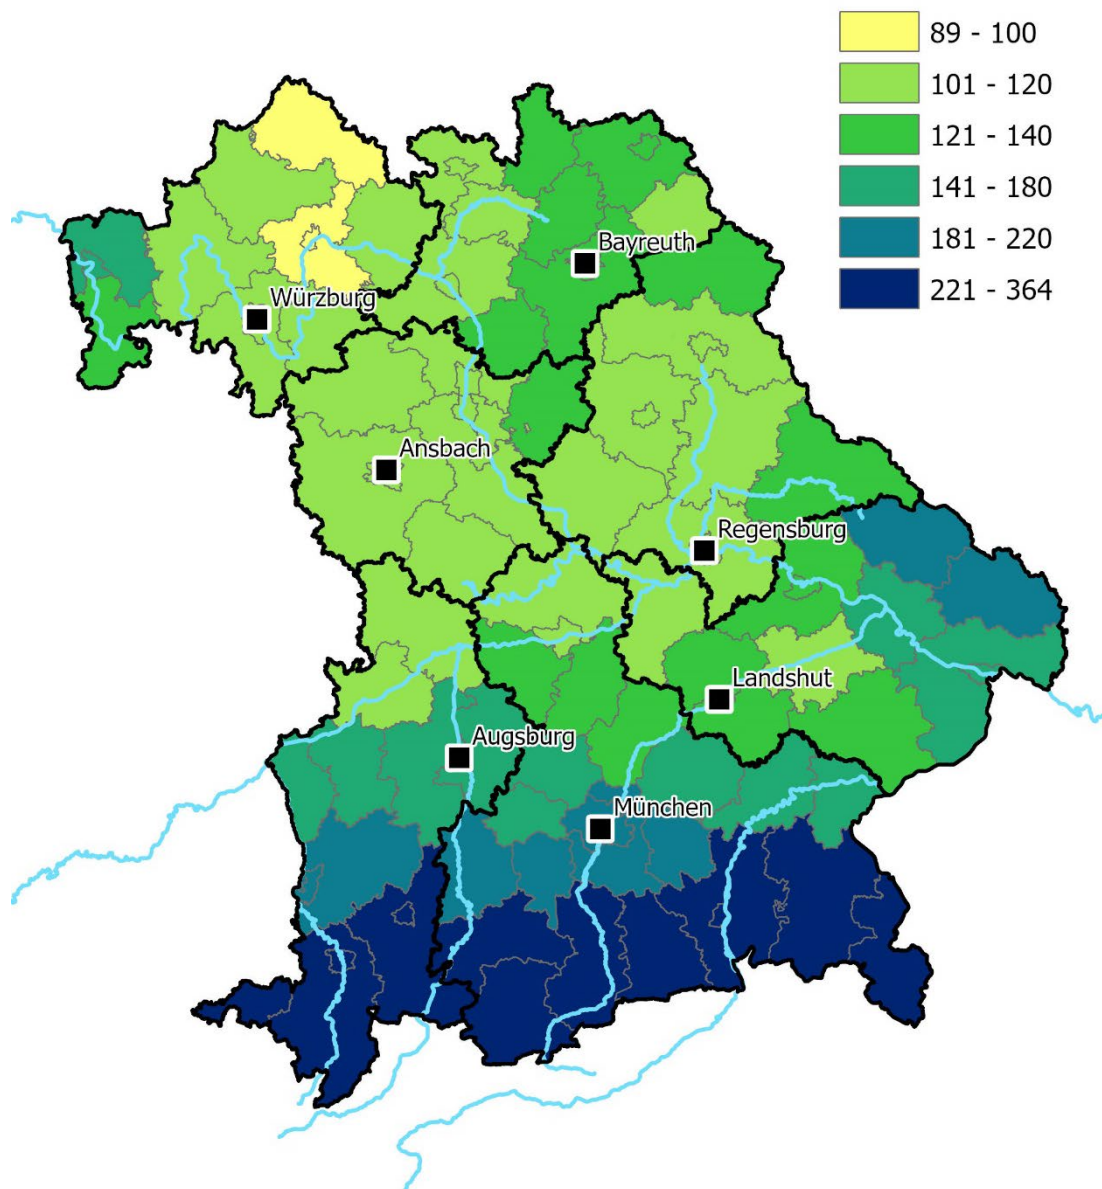 89 - 100
101 - 120
121 - 140
141 - 180
181 - 220
221 - 364
Bayreuth
Würzburg
Ansbach
Regensburg
Landshut
Augsburg
München